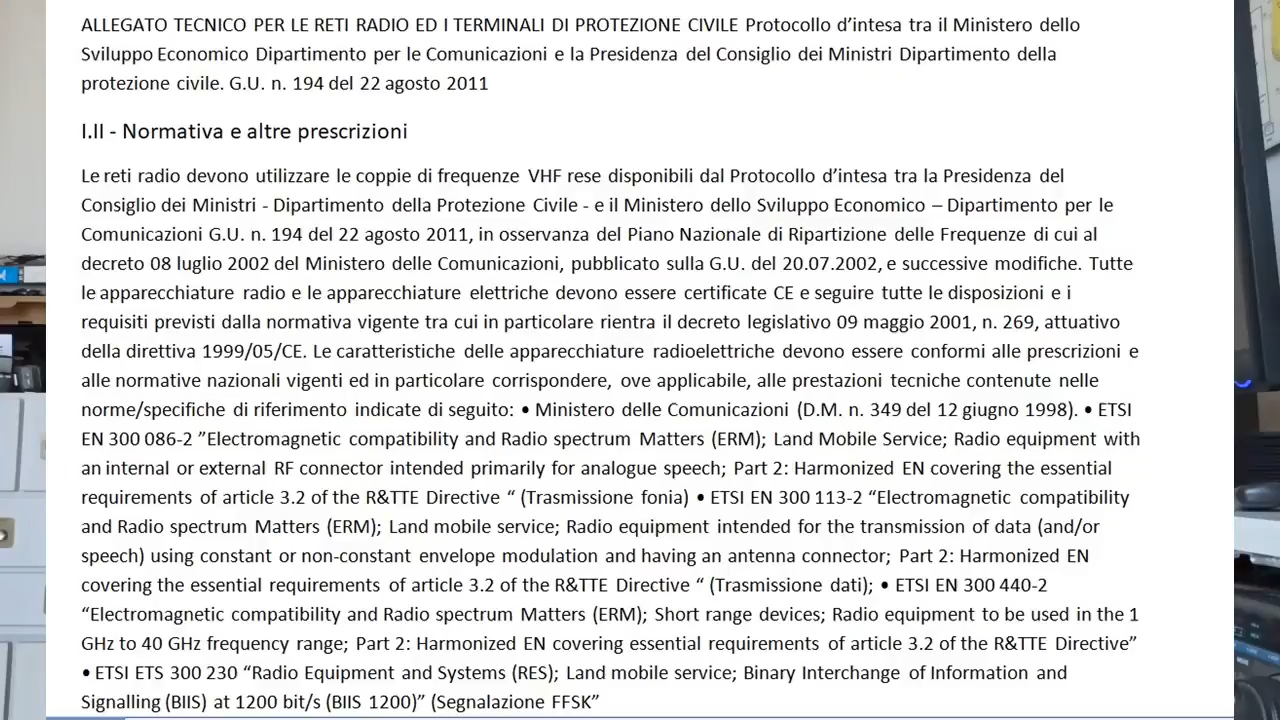 ALLEGATO TECNICO PER LE RETI RADIO ED I TERMINALI DI PROTEZIONE CIVILE Protocollo d’intesa tra il Ministero dello
Sviluppo Economico Dipartimento per le Comunicazioni e la Presidenza del Consiglio dei Ministri Dipartimento della
protezione civile. G.U. n. 194 del 22 agosto 2011
I.II - Normativa e altre prescrizioni
Le reti radio devono utilizzare le coppie di frequenze VHF rese disponibili dal Protocollo d’intesa tra la Presidenza del
Consiglio dei Ministri - Dipartimento della Protezione Civile - e il Ministero dello Sviluppo Economico – Dipartimento per le
Comunicazioni G.U. n. 194 del 22 agosto 2011, in osservanza del Piano Nazionale di Ripartizione delle Frequenze di cui al
decreto 08 luglio 2002 del Ministero delle Comunicazioni, pubblicato sulla G.U. del 20.07.2002, e successive modifiche. Tutte
le apparecchiature radio e le apparecchiature elettriche devono essere certificate CE e seguire tutte le disposizioni e i
requisiti previsti dalla normativa vigente tra cui in particolare rientra il decreto legislativo 09 maggio 2001, n. 269, attuativo
della direttiva 1999/05/CE. Le caratteristiche delle apparecchiature radioelettriche devono essere conformi alle prescrizioni e
alle normative nazionali vigenti ed in particolare corrispondere, ove applicabile, alle prestazioni tecniche contenute nelle
norme/specifiche di riferimento indicate di seguito: • Ministero delle Comunicazioni (D.M. n. 349 del 12 giugno 1998). • ETSI
EN 300 086-2 ”Electromagnetic compatibility and Radio spectrum Matters (ERM); Land Mobile Service; Radio equipment with
an internal or external RF connector intended primarily for analogue speech; Part 2: Harmonized EN covering the essential
requirements of article 3.2 of the R&TTE Directive “ (Trasmissione fonia) • ETSI EN 300 113-2 “Electromagnetic compatibility
and Radio spectrum Matters (ERM); Land mobile service; Radio equipment intended for the transmission of data (and/or
speech) using constant or non-constant envelope modulation and having an antenna connector; Part 2: Harmonized EN
covering the essential requirements of article 3.2 of the R&TTE Directive “ (Trasmissione dati); • ETSI EN 300 440-2
“Electromagnetic compatibility and Radio spectrum Matters (ERM); Short range devices; Radio equipment to be used in the 1
GHz to 40 GHz frequency range; Part 2: Harmonized EN covering essential requirements of article 3.2 of the R&TTE Directive”
• ETSI ETS 300 230 “Radio Equipment and Systems (RES); Land mobile service; Binary Interchange of Information and
Signalling (BIIS) at 1200 bit/s (BIIS 1200)” (Segnalazione FFSK”